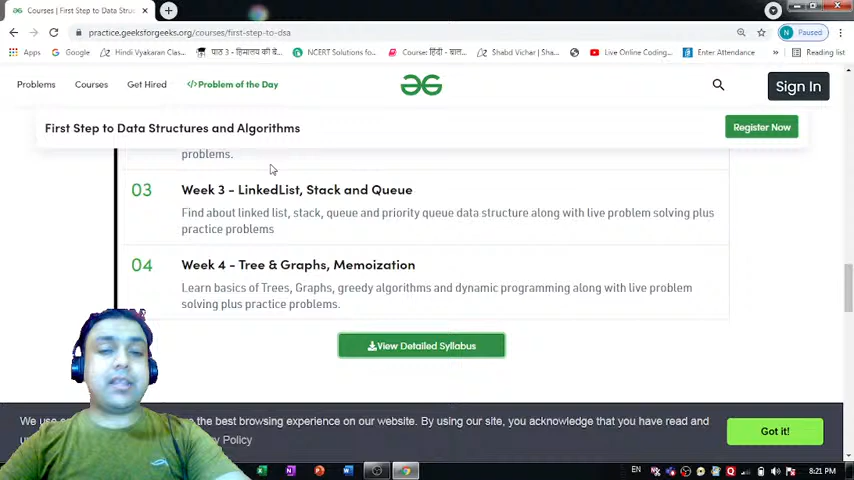 Courses | First Step to Data Struc
practice.geeksforgeeks.org/courses/first-step-to-dsa
N Paused
Apps
Google
Hindi Vyakaran Clas...
पाठ 3 - हिमालय की बे...
NCERT Solutions fo...
Course: हिंदी - बाल...
Shabd Vichar | Sha...
Live Online Coding...
Enter Attendance
»
Reading list
Problems
Courses
Get Hired
</>Problem of the Day
Sign In
First Step to Data Structures and Algorithms
Register Now
problems.
03
Week 3 - LinkedList, Stack and Queue
Find about linked list, stack, queue and priority queue data structure along with live problem solving plus
practice problems
04
Week 4 - Tree & Graphs, Memoization
Learn basics of Trees, Graphs, greedy algorithms and dynamic programming along with live problem
solving plus practice problems.
View Detailed Syllabus
We use the best browsing experience on our website. By using our site, you acknowledge that you have read and
Policy
Got it!
EN
8:21 PM